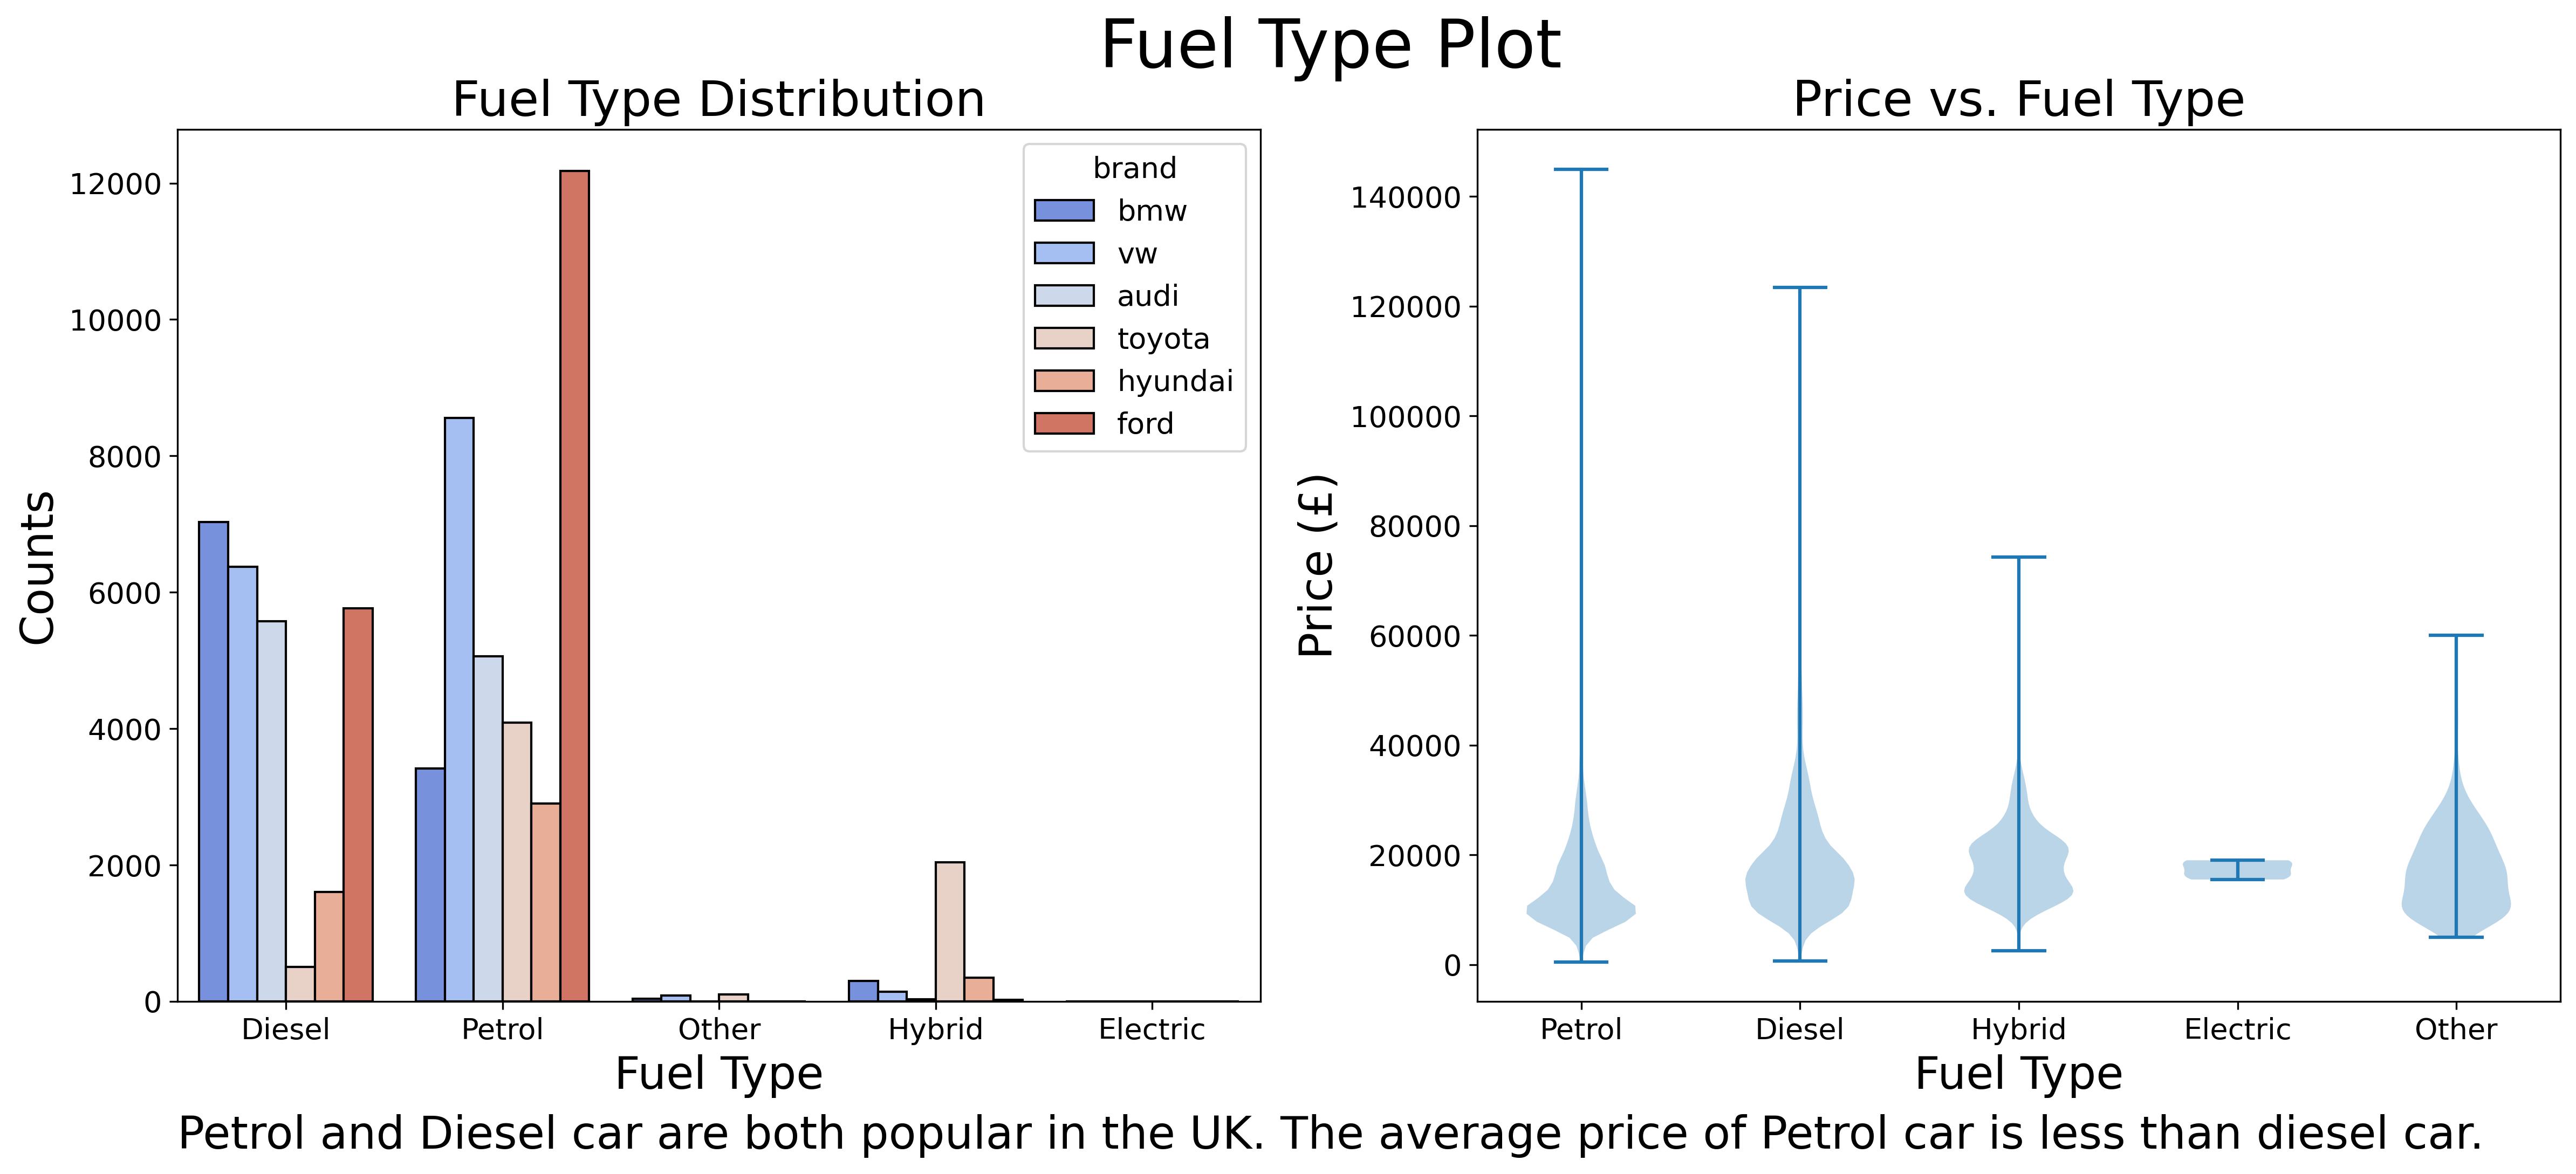 Fuel Type Plot
Fuel Type Distribution
Counts
12000
10000
8000
6000
4000
2000
0
brand
bmw
vw
audi
toyota
hyundai
ford
Diesel
Petrol
Other
Hybrid
Electric
Fuel Type
Price vs. Fuel Type
Price (£)
140000
120000
100000
80000
60000
40000
20000
0
Petrol
Diesel
Hybrid
Electric
Other
Fuel Type
Petrol and Diesel car are both popular in the UK. The average price of Petrol car is less than diesel car.